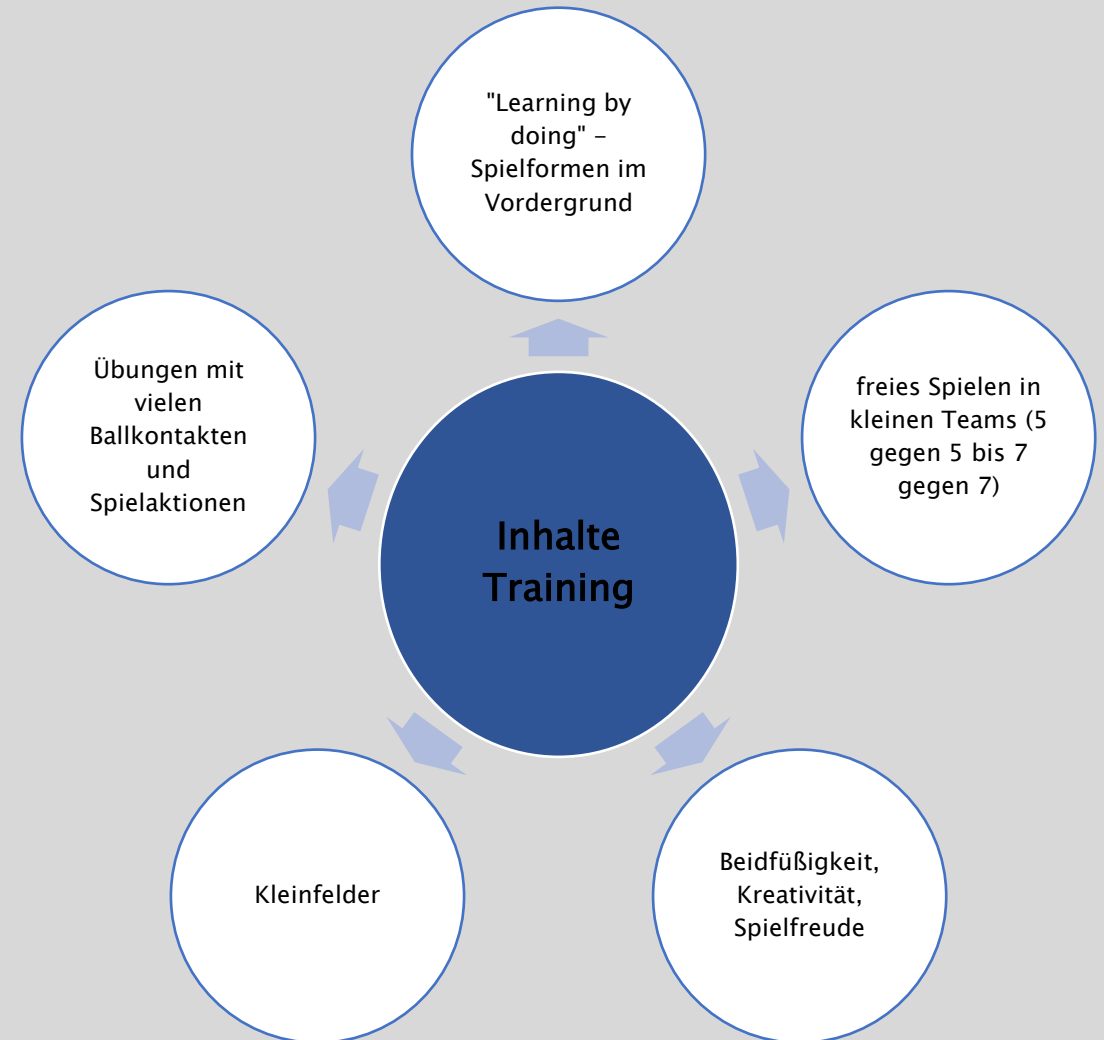 "Learning by
doing" –
Spielformen im
Vordergrund
Übungen mit
vielen
Ballkontakten
und
Spielaktionen
freies Spielen in
kleinen Teams (5
gegen 5 bis 7
gegen 7)
Inhalte
Training
Kleinfelder
Beidfüßigkeit,
Kreativität,
Spielfreude